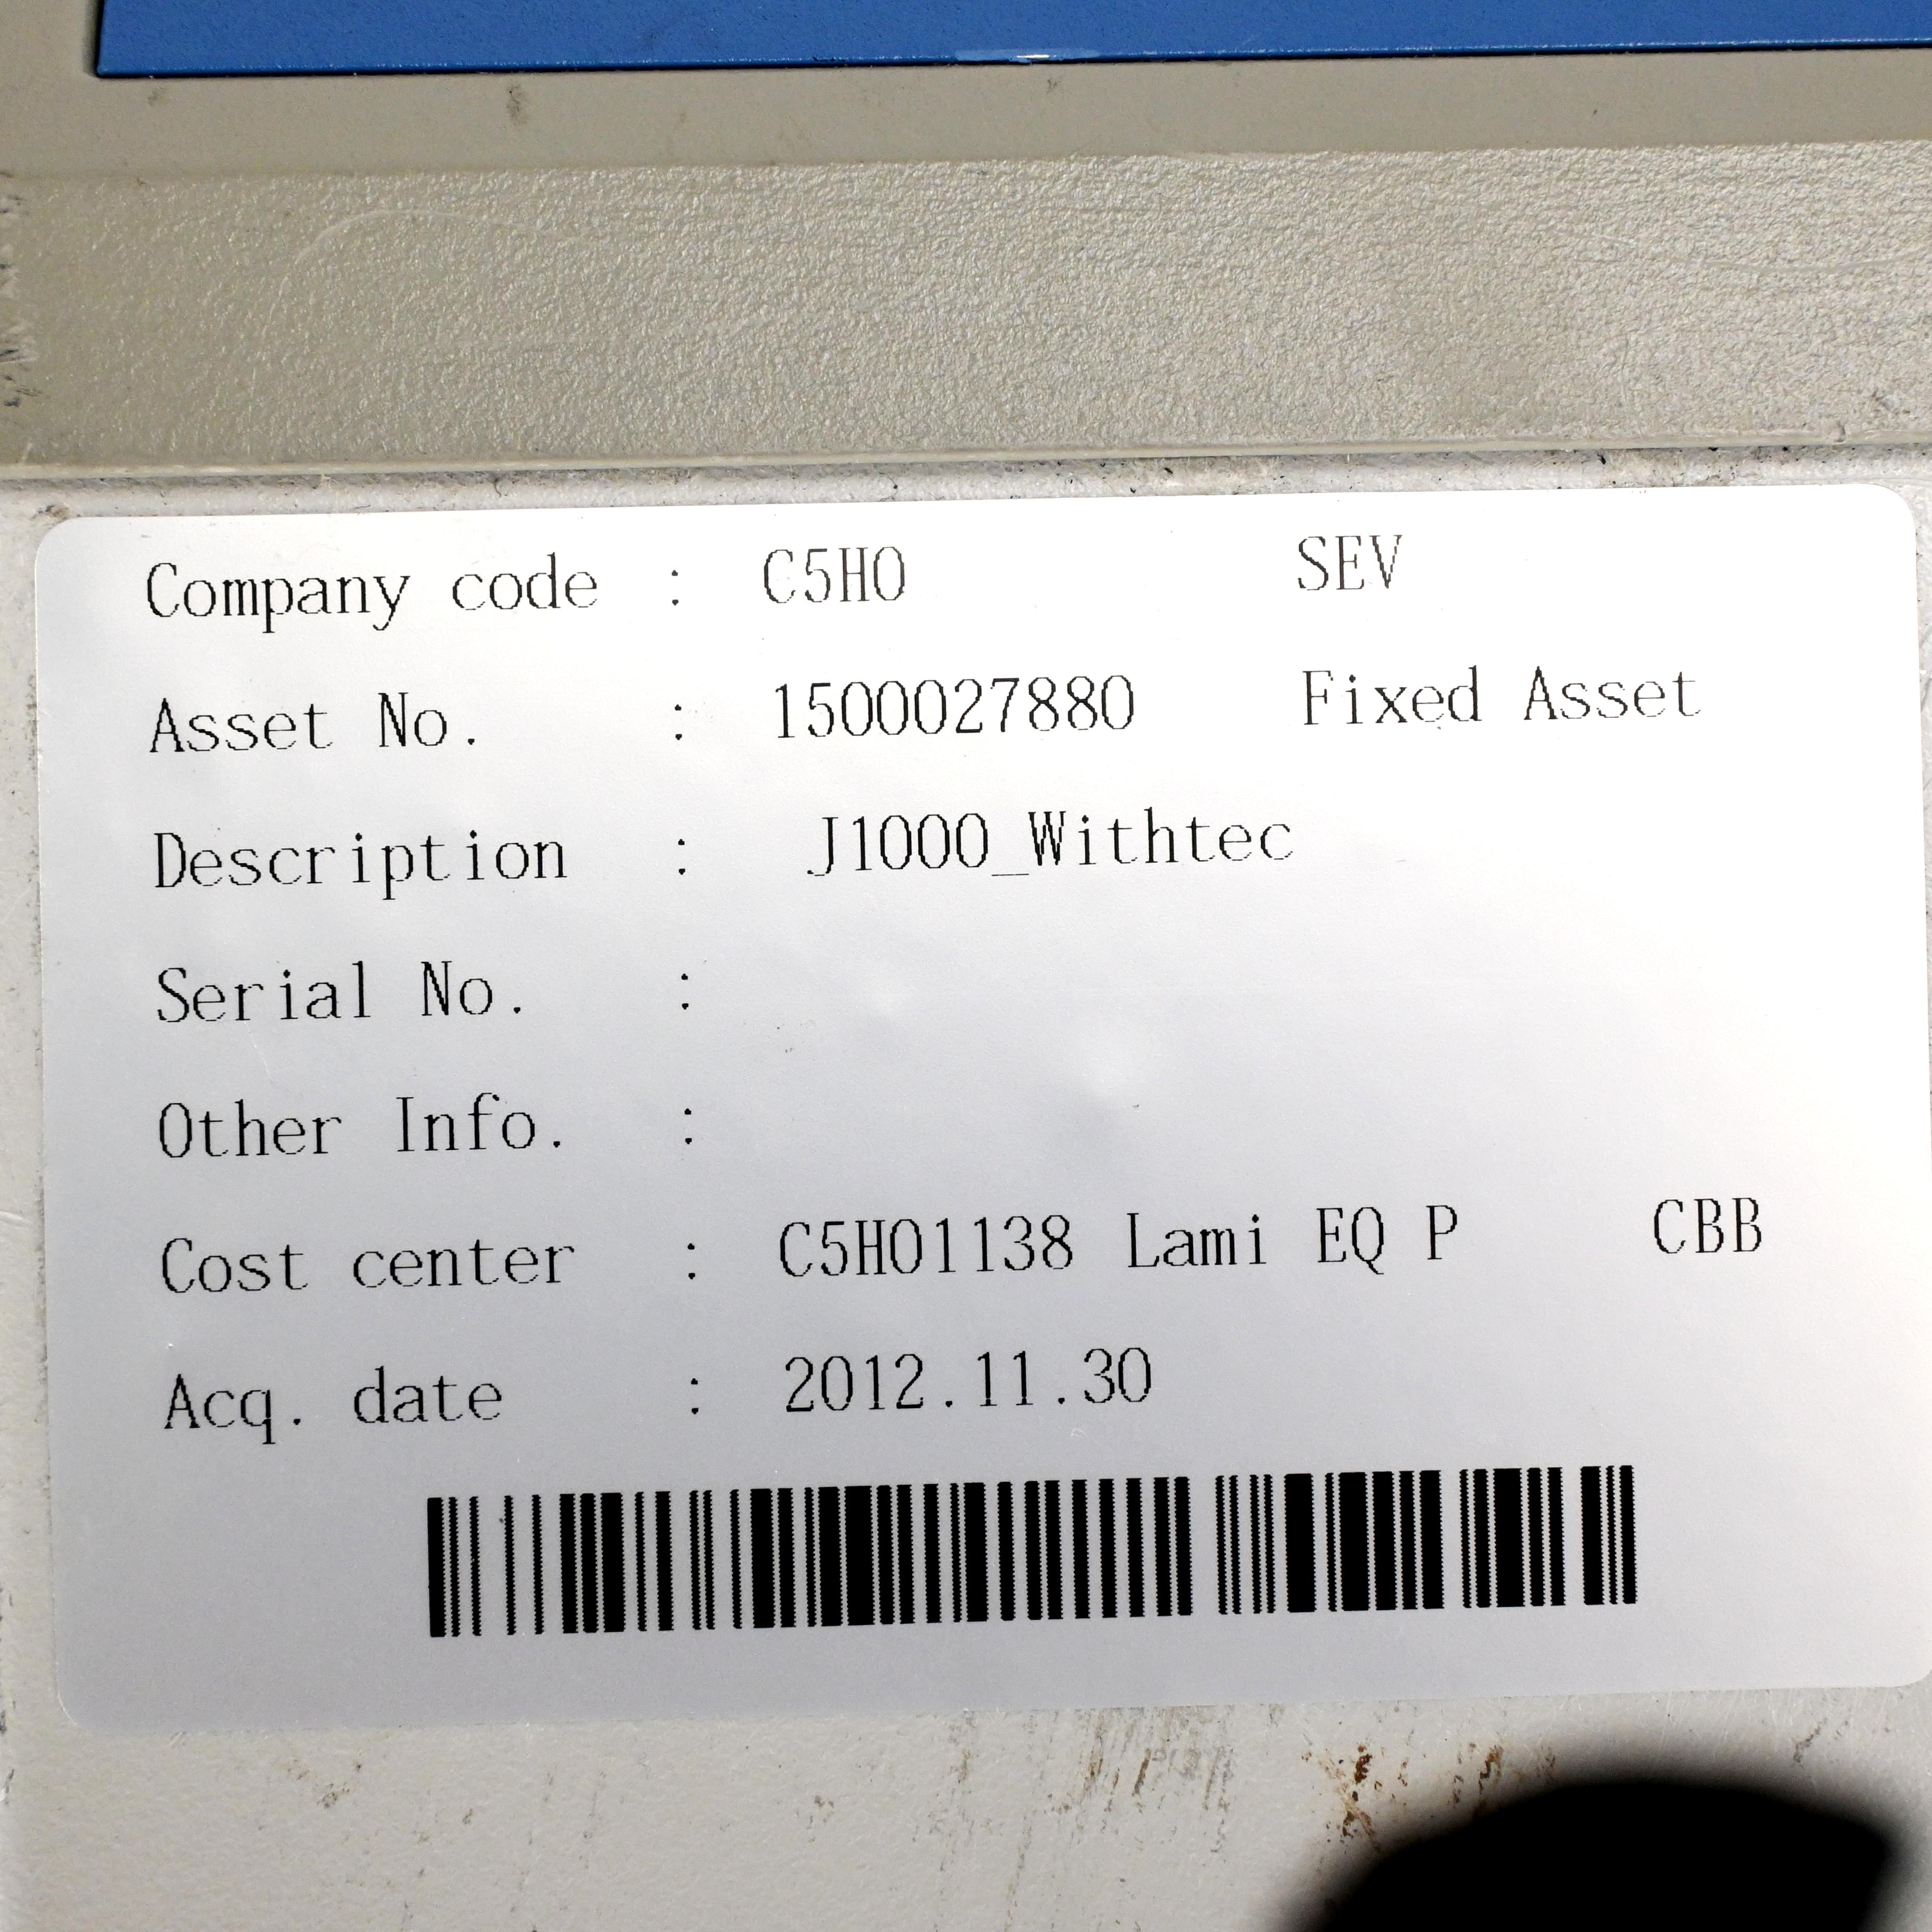 Company code : C5H0 SEV
Asset No. : 1500027880 Fixed Asset
Description : J1000_Withtec
Serial No. :
Other Info. :
Cost center : C5H01138 Lami EQ P CBB
Acq. date : 2012.11.30